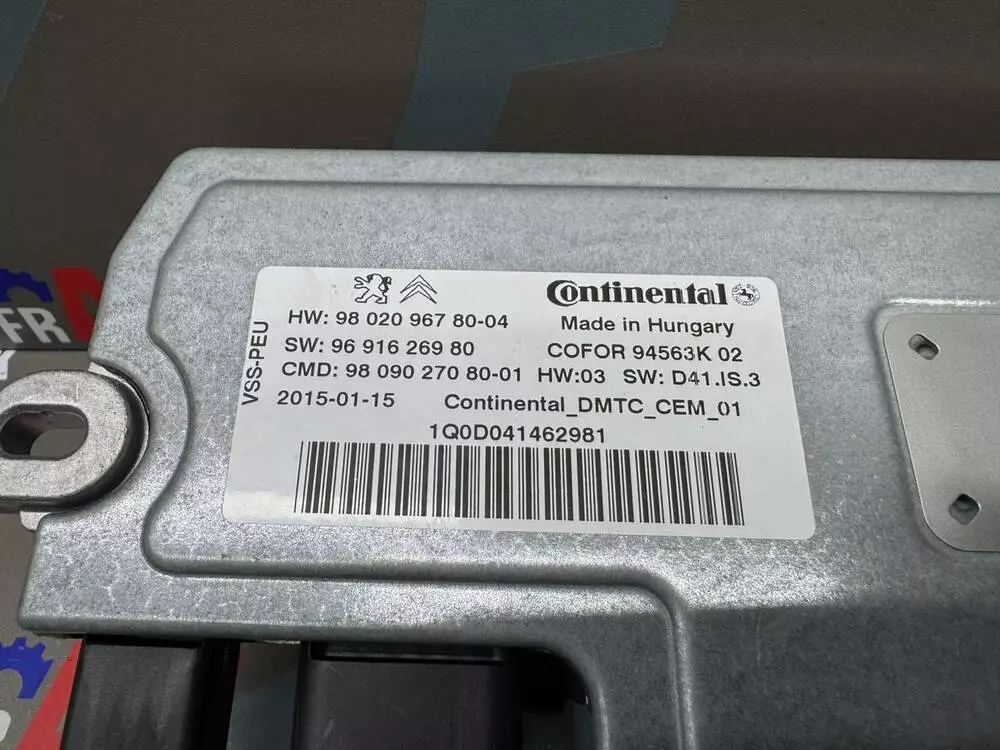 VSS-PEU
HW: 98 020 967 80-04
SW: 96 916 269 80
CMD: 98 090 270 80-01
2015-01-15
Continental
Made in Hungary
COFOR 94563K 02
HW:03 SW: D41.IS.3
Continental_DMTC_CEM_01
1Q0D041462981
FR